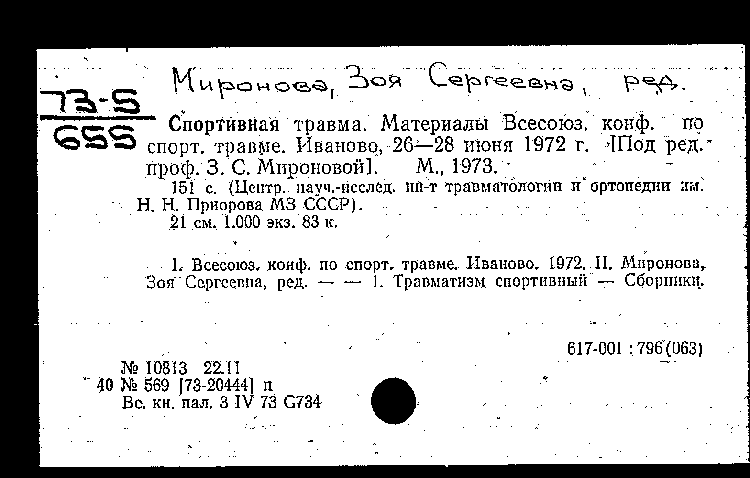 Миронова, Зоя Сергеевна, ред.
73-5
655
Спортивная травма. Материалы Всесоюз. конф. по
спорт. травме. Иваново, 26—28 июня 1972 г. [Под ред.
проф. З. С. Мироновой]. М., 1973.
151 с. (Центр. науч.-исслед. ин-т травматологии и ортопедии им.
Н. Н. Приорова МЗ СССР).
21 см. 1.000 экз. 83 к.
1. Всесоюз. конф. по спорт. травме. Иваново. 1972. II. Миронова,
Зоя Сергеевна, ред. — — 1. Травматизм спортивный — Сборники.
617-001 : 796(063)
№ 10813 22.II
40 № 569 [73-20444] п
Вс. кн. пал. 3 IV 73 С734